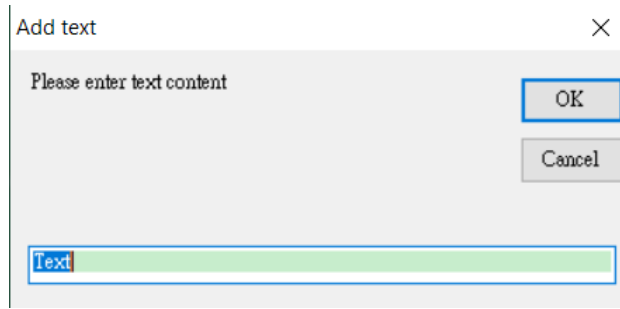 Add text
Please enter text content
OK
Cancel
Text